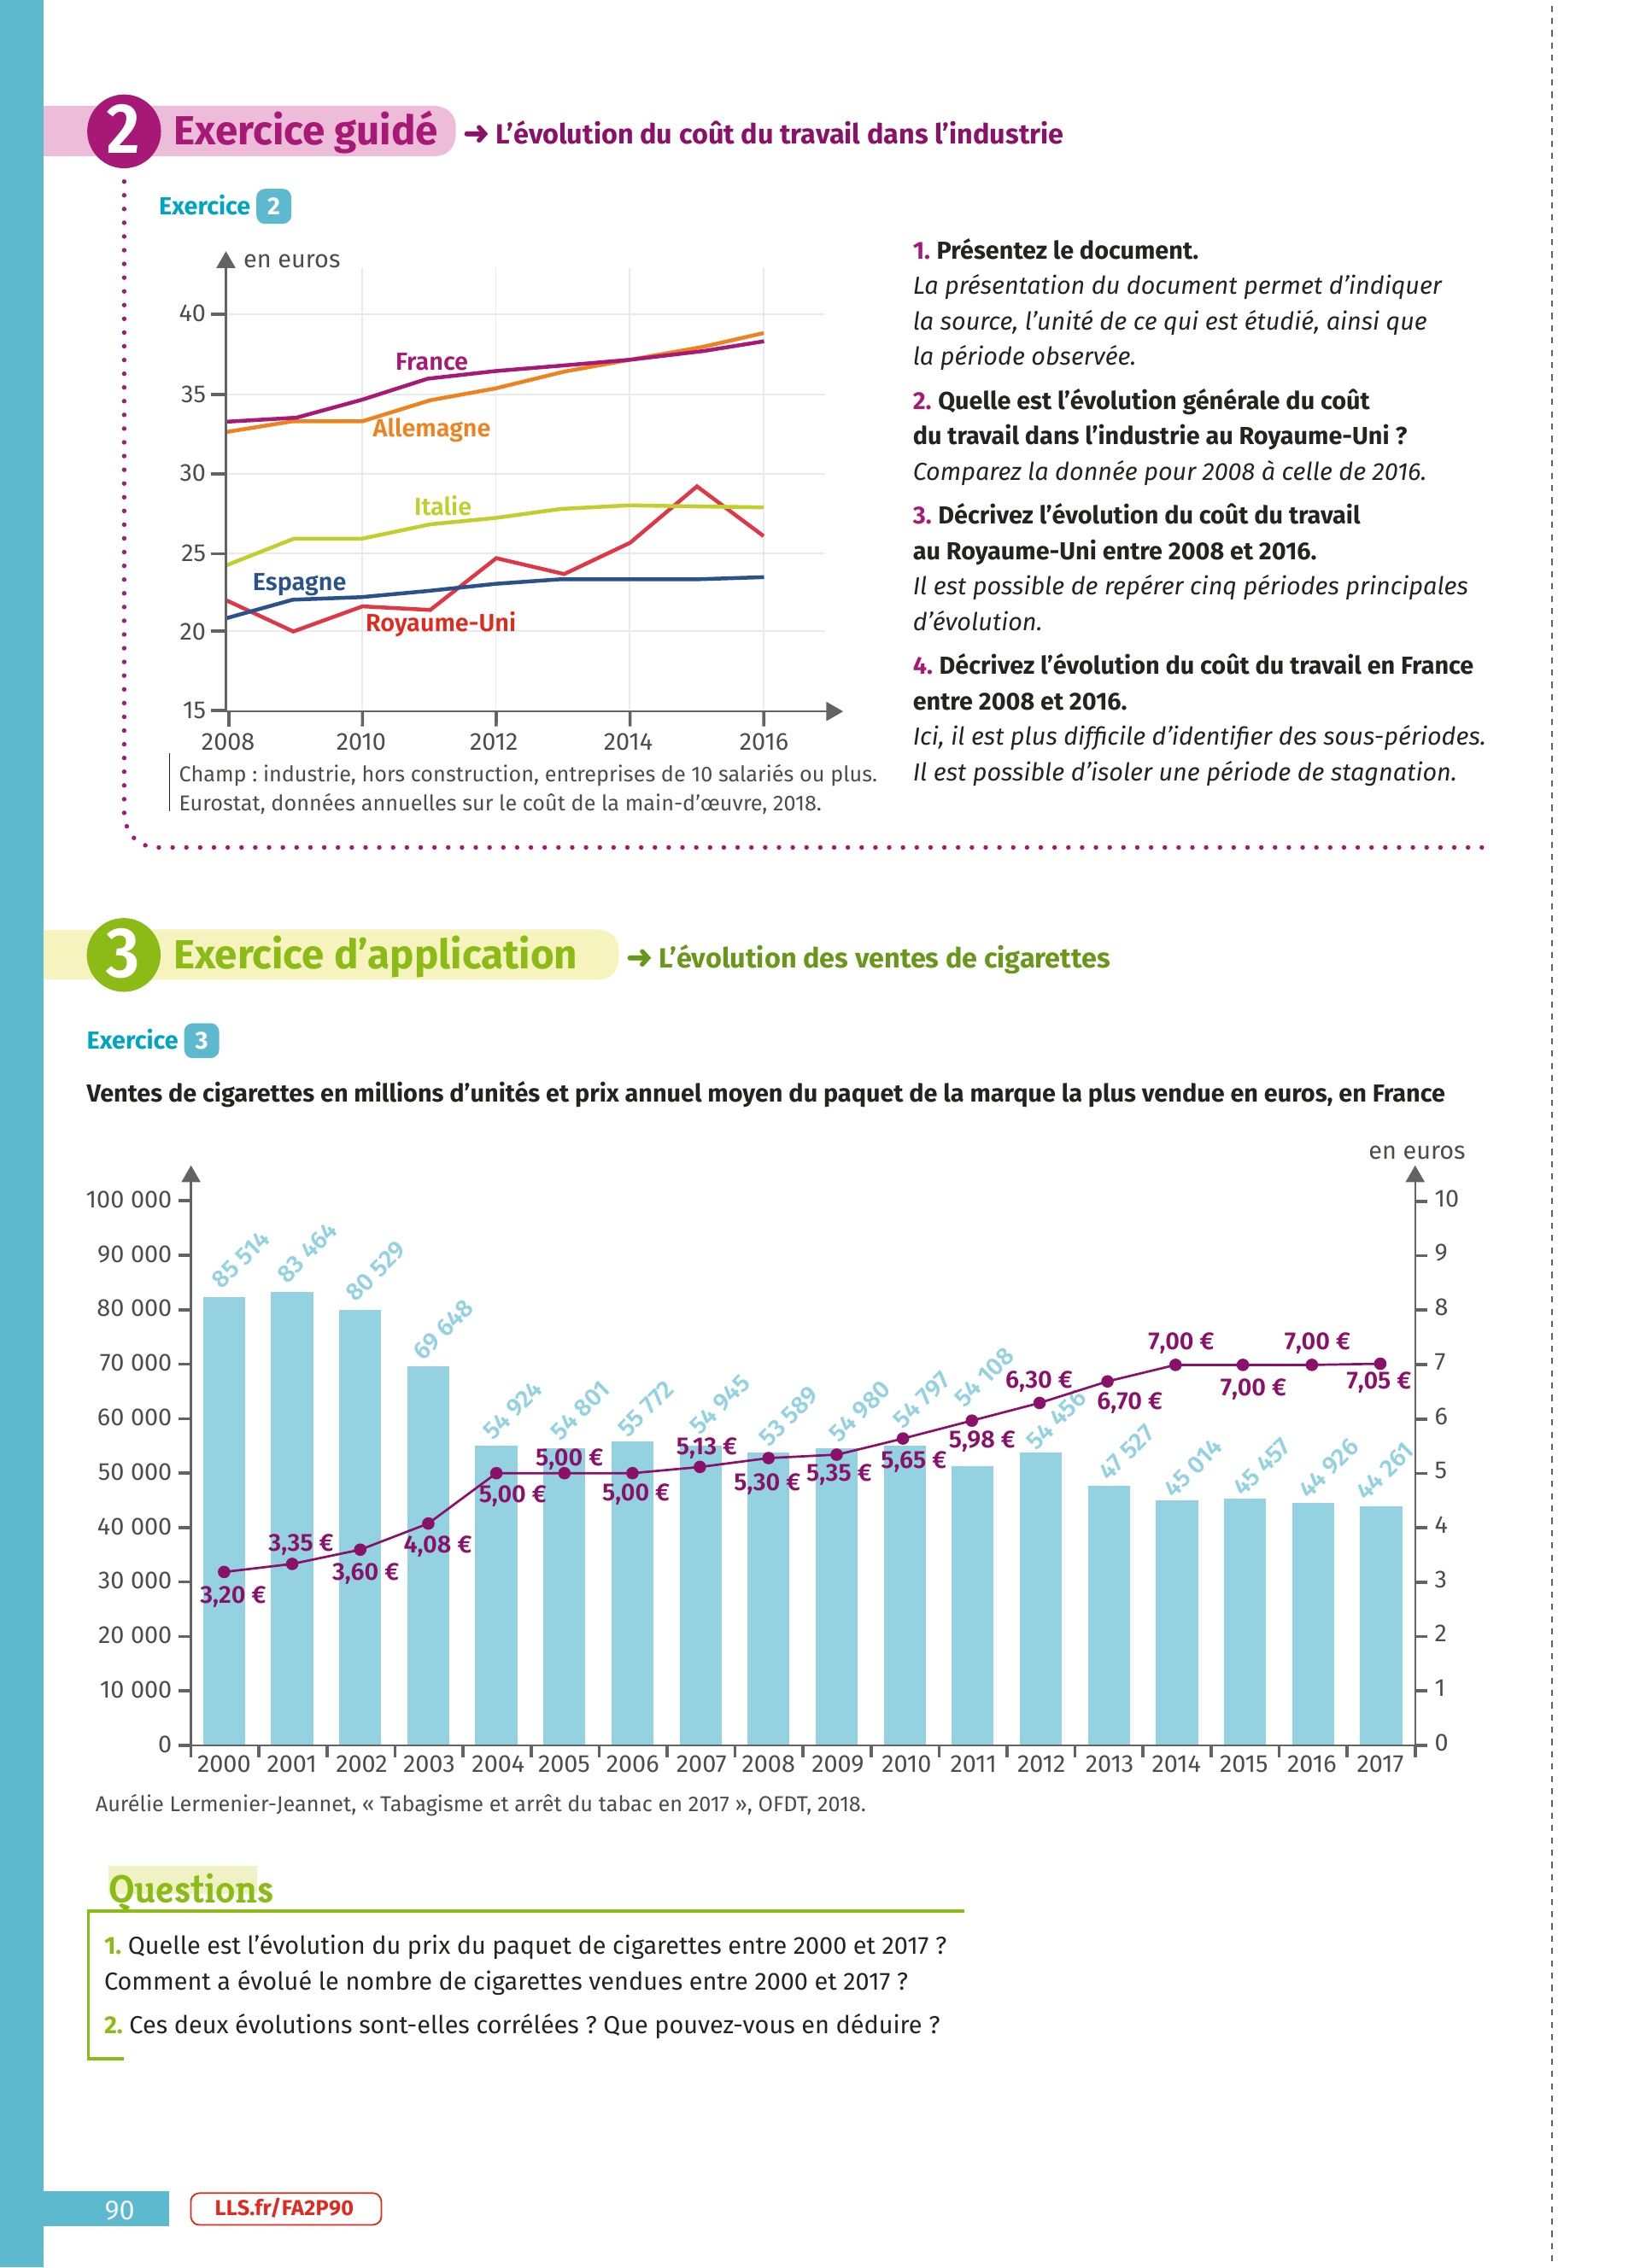 2 Exercice guidé ➜ L’évolution du coût du travail dans l’industrie
Exercice 2
en euros
40
35
30
25
20
15
France
Allemagne
Italie
Espagne
Royaume-Uni
2008 2010 2012 2014 2016
Champ : industrie, hors construction, entreprises de 10 salariés ou plus.
Eurostat, données annuelles sur le coût de la main-d’œuvre, 2018.
1. Présentez le document.
La présentation du document permet d’indiquer
la source, l’unité de ce qui est étudié, ainsi que
la période observée.
2. Quelle est l’évolution générale du coût
du travail dans l’industrie au Royaume-Uni ?
Comparez la donnée pour 2008 à celle de 2016.
3. Décrivez l’évolution du coût du travail
au Royaume-Uni entre 2008 et 2016.
Il est possible de repérer cinq périodes principales
d’évolution.
4. Décrivez l’évolution du coût du travail en France
entre 2008 et 2016.
Ici, il est plus difficile d’identifier des sous-périodes.
Il est possible d’isoler une période de stagnation.
3 Exercice d’application ➜ L’évolution des ventes de cigarettes
Exercice 3
Ventes de cigarettes en millions d’unités et prix annuel moyen du paquet de la marque la plus vendue en euros, en France
en euros
100 000
90 000
80 000
70 000
60 000
50 000
40 000
30 000
20 000
10 000
0
85 514
83 464
80 529
69 648
54 924
54 801
55 772
54 945
53 589
54 980
54 797
54 108
54 456
47 527
45 014
45 457
44 926
44 261
3,20 €
3,35 €
3,60 €
4,08 €
5,00 €
5,00 €
5,00 €
5,13 €
5,30 €
5,35 €
5,65 €
5,98 €
6,30 €
6,70 €
7,00 €
7,00 €
7,00 €
7,05 €
10
9
8
7
6
5
4
3
2
1
0
2000 2001 2002 2003 2004 2005 2006 2007 2008 2009 2010 2011 2012 2013 2014 2015 2016 2017
Aurélie Lermenier-Jeannet, « Tabagisme et arrêt du tabac en 2017 », OFDT, 2018.
Questions
1. Quelle est l’évolution du prix du paquet de cigarettes entre 2000 et 2017 ?
Comment a évolué le nombre de cigarettes vendues entre 2000 et 2017 ?
2. Ces deux évolutions sont-elles corrélées ? Que pouvez-vous en déduire ?
90
LLS.fr/FA2P90